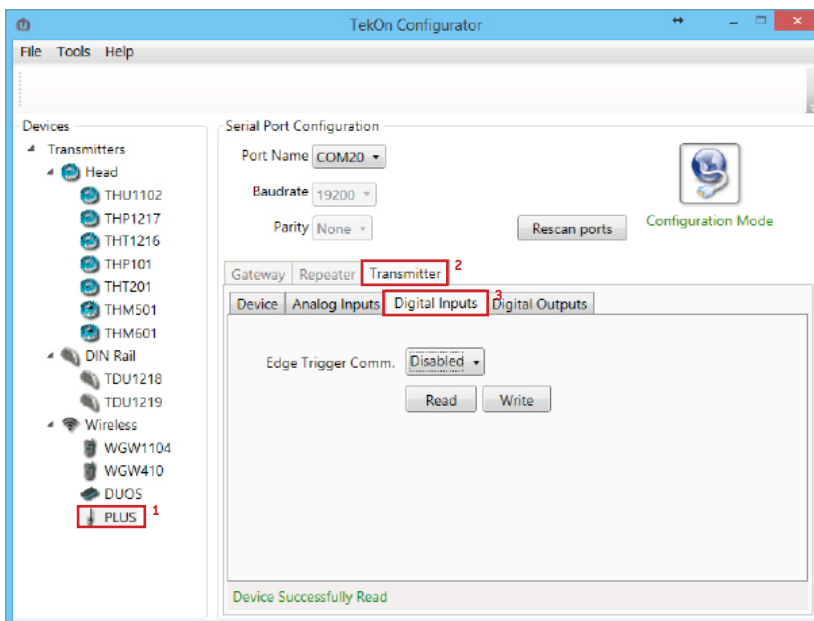 TekOn Configurator
File Tools Help
Devices
Transmitters
Head
THU1102
THP1217
THT1216
THP101
THT201
THM501
THM601
DIN Rail
TDU1218
TDU1219
Wireless
WGW1104
WGW410
DUOS
PLUS 1
Serial Port Configuration
Port Name COM20
Baudrate 19200
Parity None
Rescan ports
Configuration Mode
Gateway Repeater Transmitter 2
Device Analog Inputs Digital Inputs 3 Digital Outputs
Edge Trigger Comm. Disabled
Read Write
Device Successfully Read